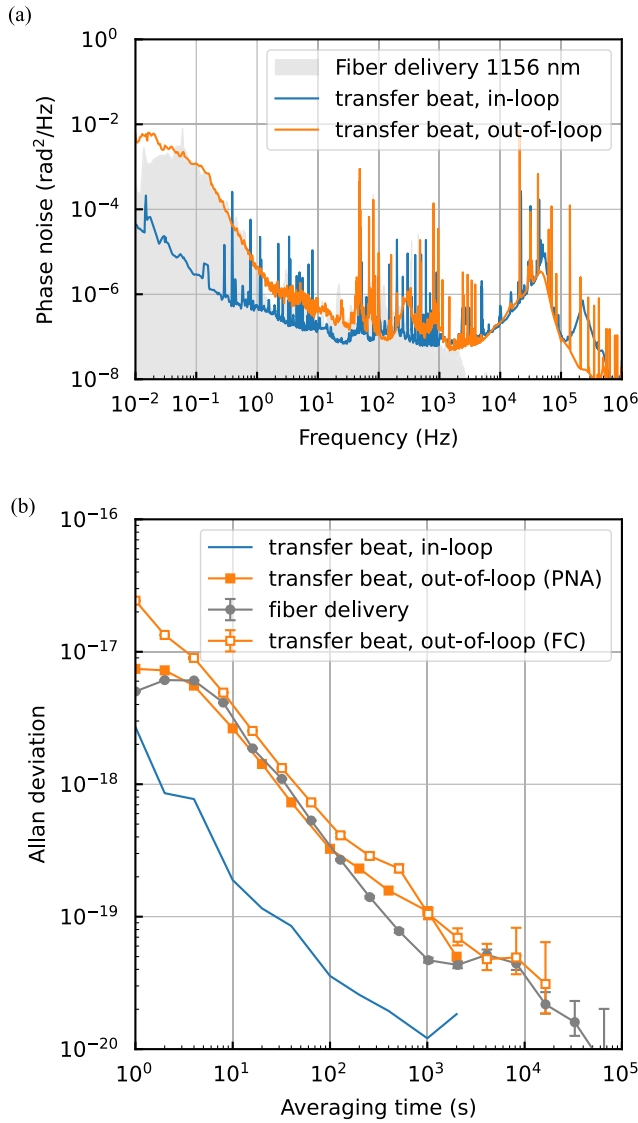 (a)
10^0
10^-2
10^-4
10^-6
10^-8
Phase noise (rad^2/Hz)
Fiber delivery 1156 nm
transfer beat, in-loop
transfer beat, out-of-loop
10^-2 10^-1 10^0 10^1 10^2 10^3 10^4 10^5 10^6
Frequency (Hz)
(b)
10^-16
10^-17
10^-18
10^-19
10^-20
Allan deviation
transfer beat, in-loop
transfer beat, out-of-loop (PNA)
fiber delivery
transfer beat, out-of-loop (FC)
10^0 10^1 10^2 10^3 10^4 10^5
Averaging time (s)